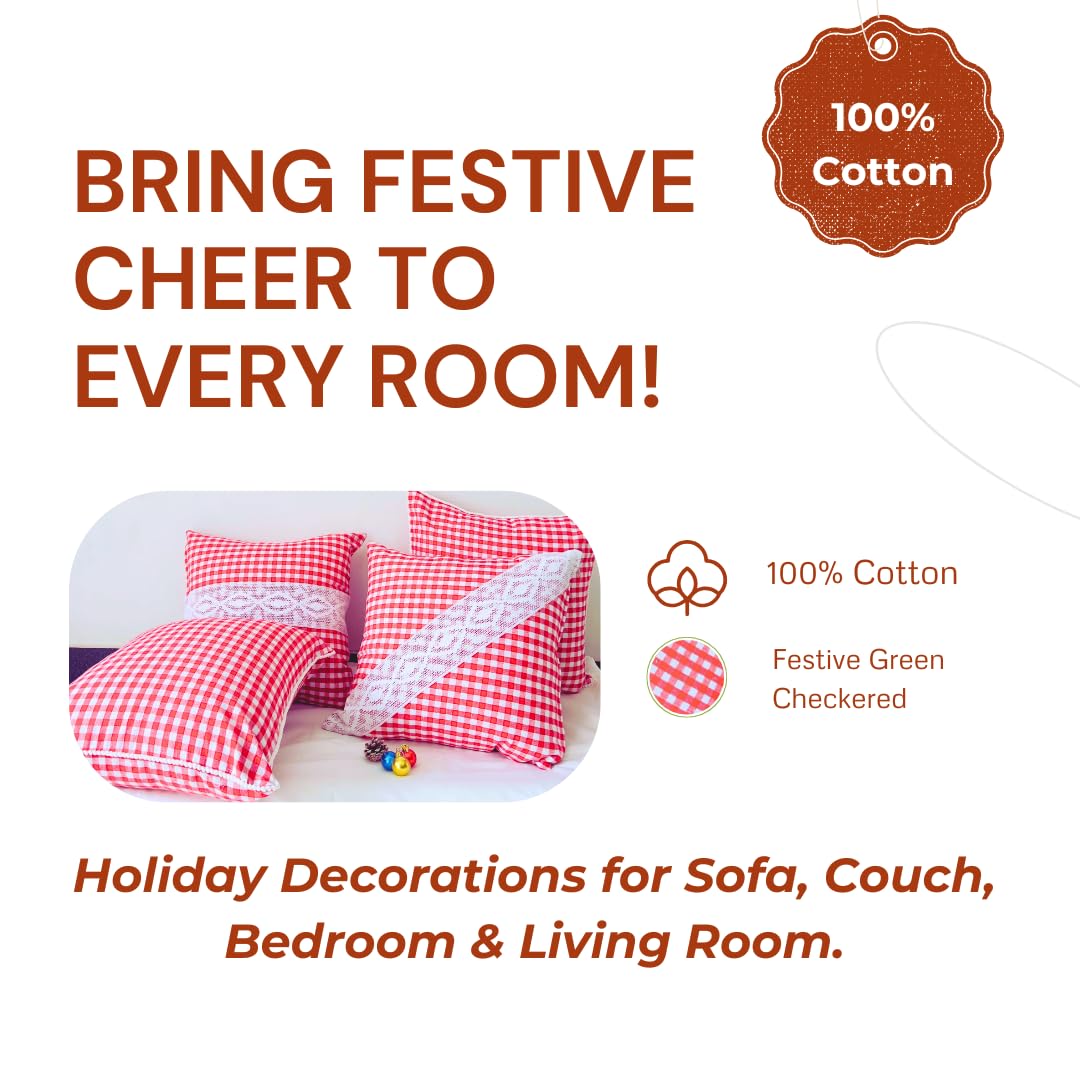 100%
Cotton
BRING FESTIVE
CHEER TO
EVERY ROOM!
100% Cotton
Festive Green
Checkered
Holiday Decorations for Sofa, Couch,
Bedroom & Living Room.